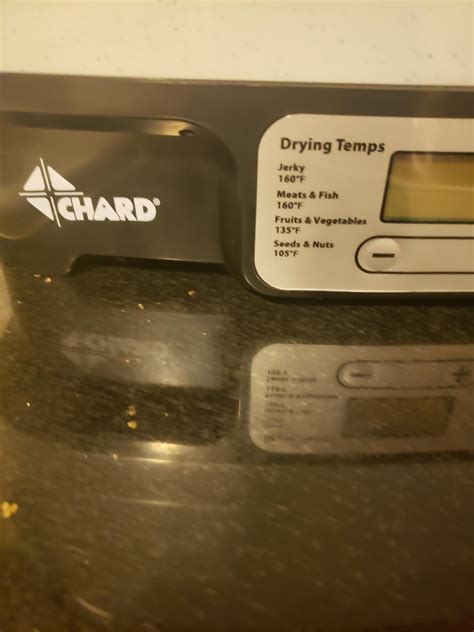 CHARD®
Drying Temps
Jerky
160°F
Meats & Fish
160°F
Fruits & Vegetables
135°F
Seeds & Nuts
105°F
−